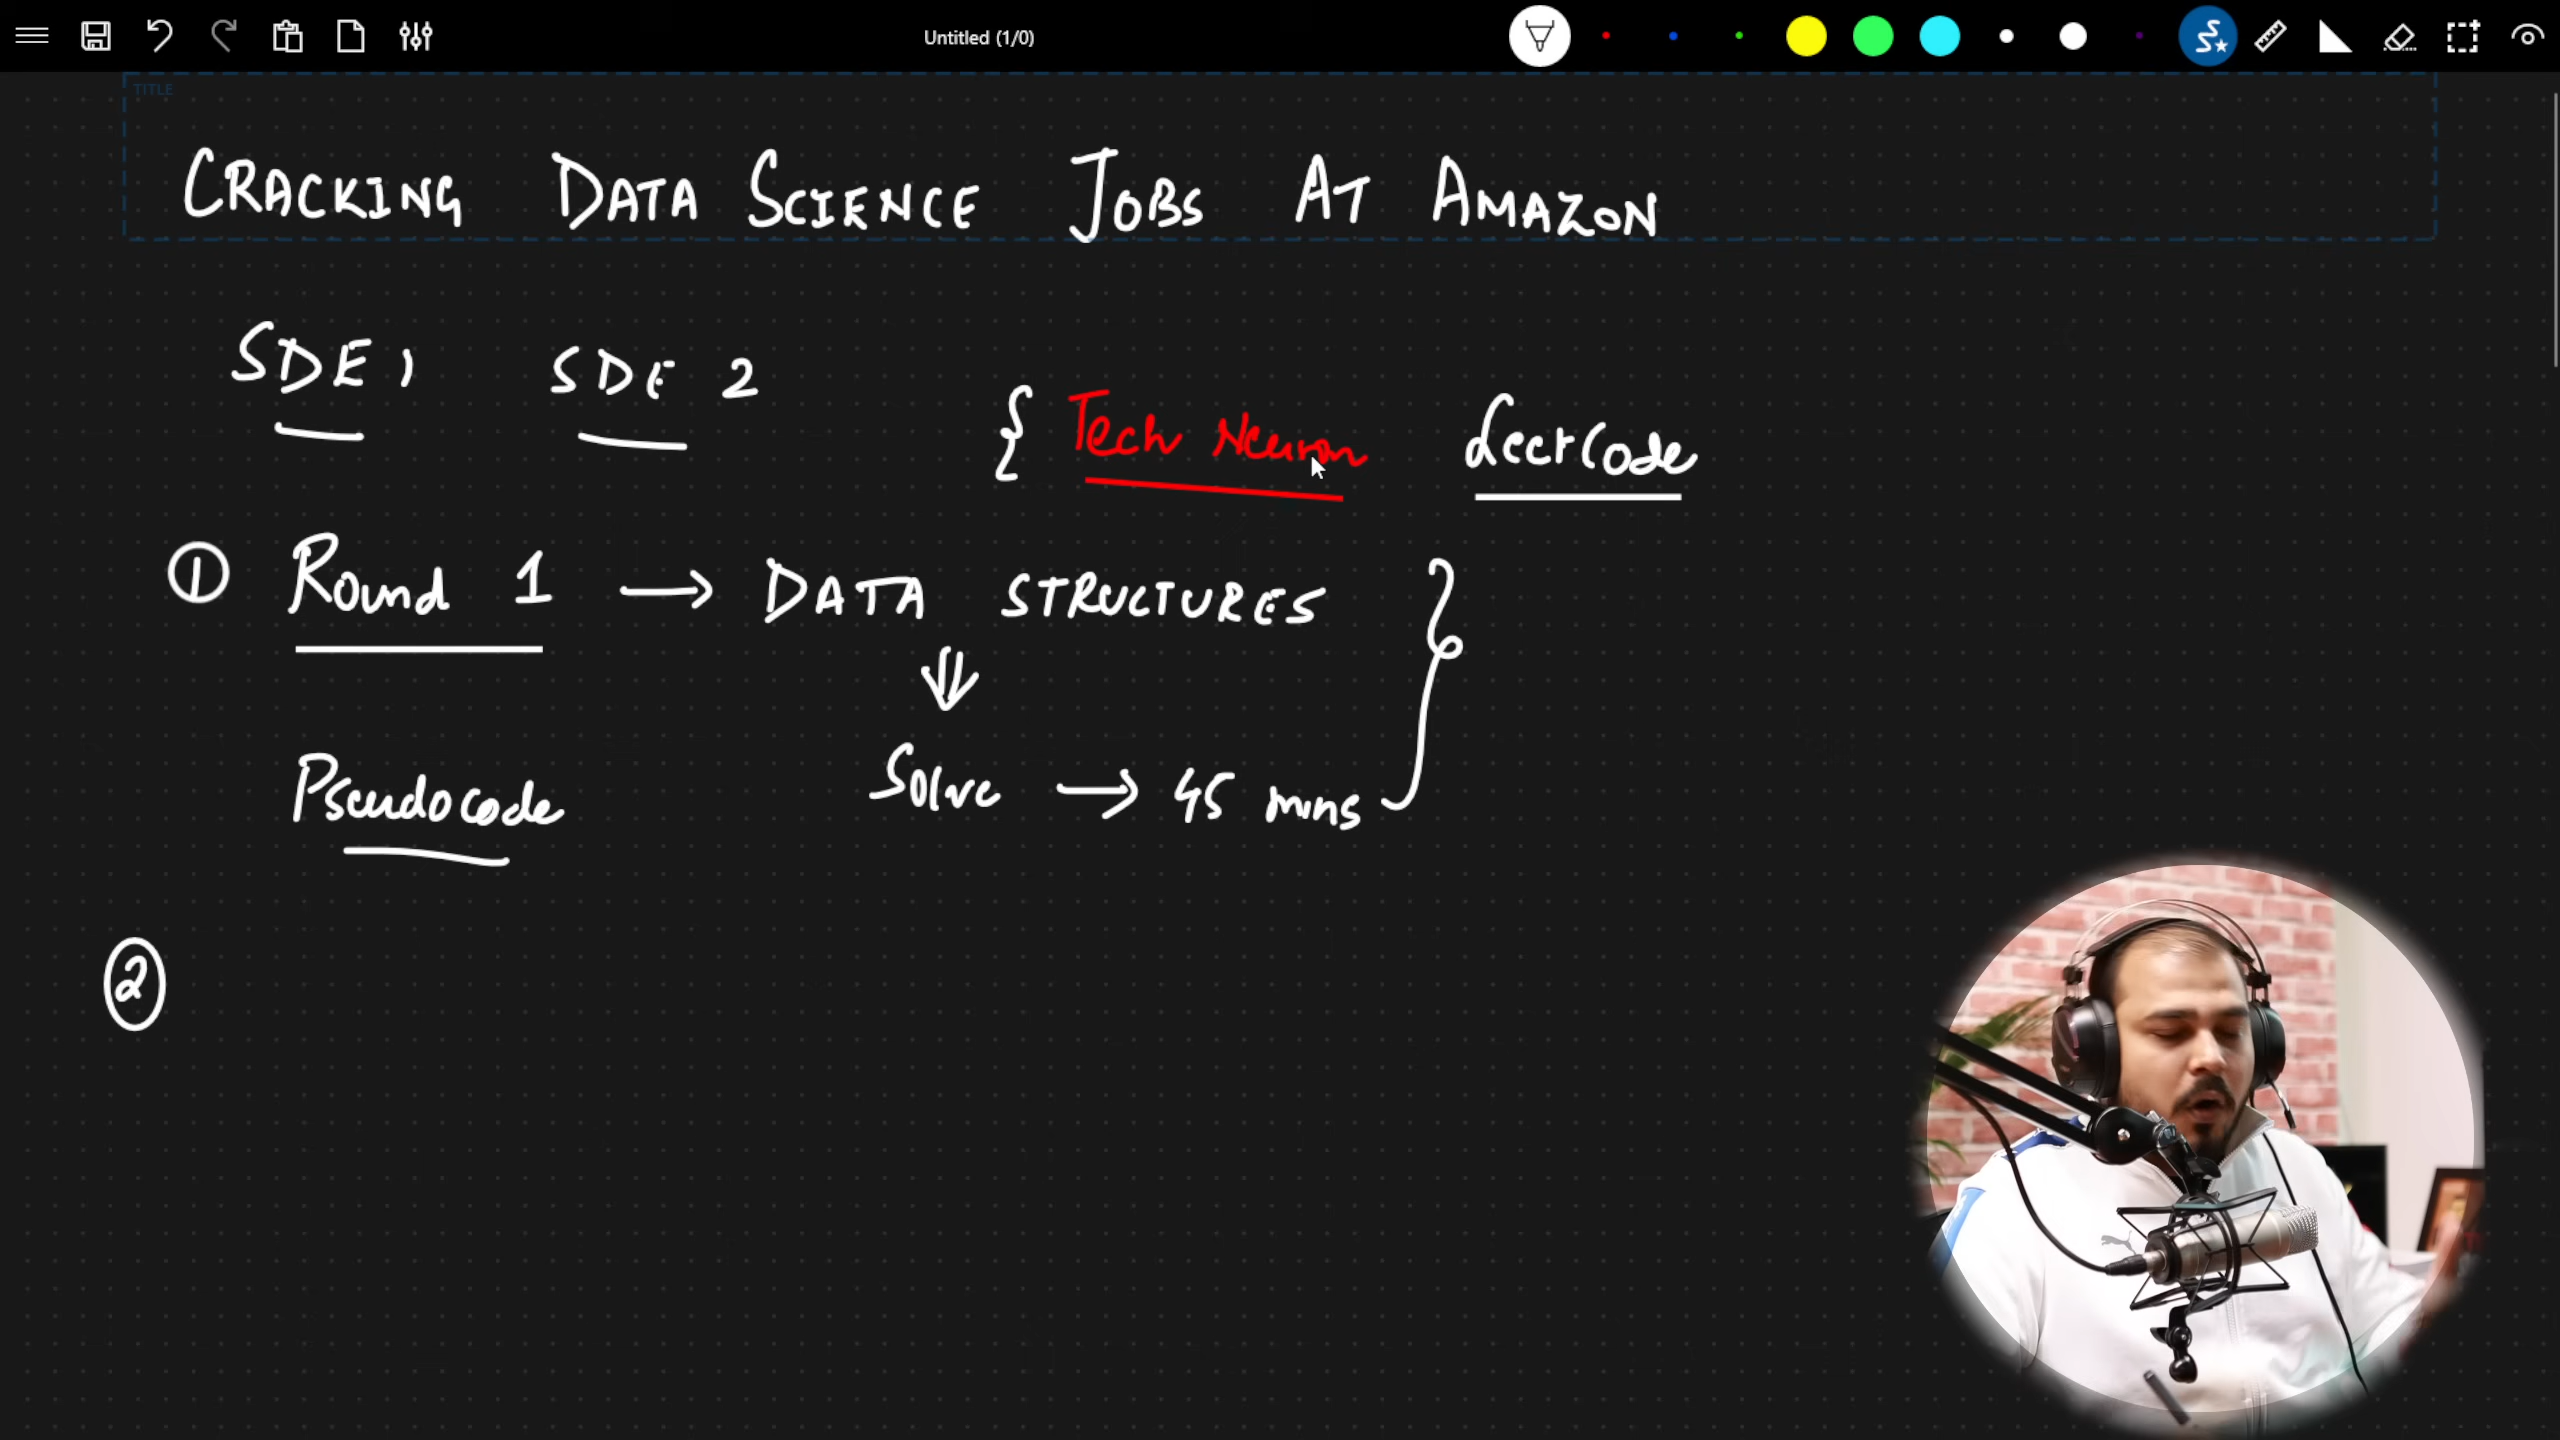 Untitled (1/0)
TITLE
CRACKING DATA SCIENCE JOBS AT AMAZON
SDE 1 SDE 2
{ Tech Neuron LeetCode
① Round 1 → DATA STRUCTURES }
⇓
Pseudocode Solve → 45 mins
②